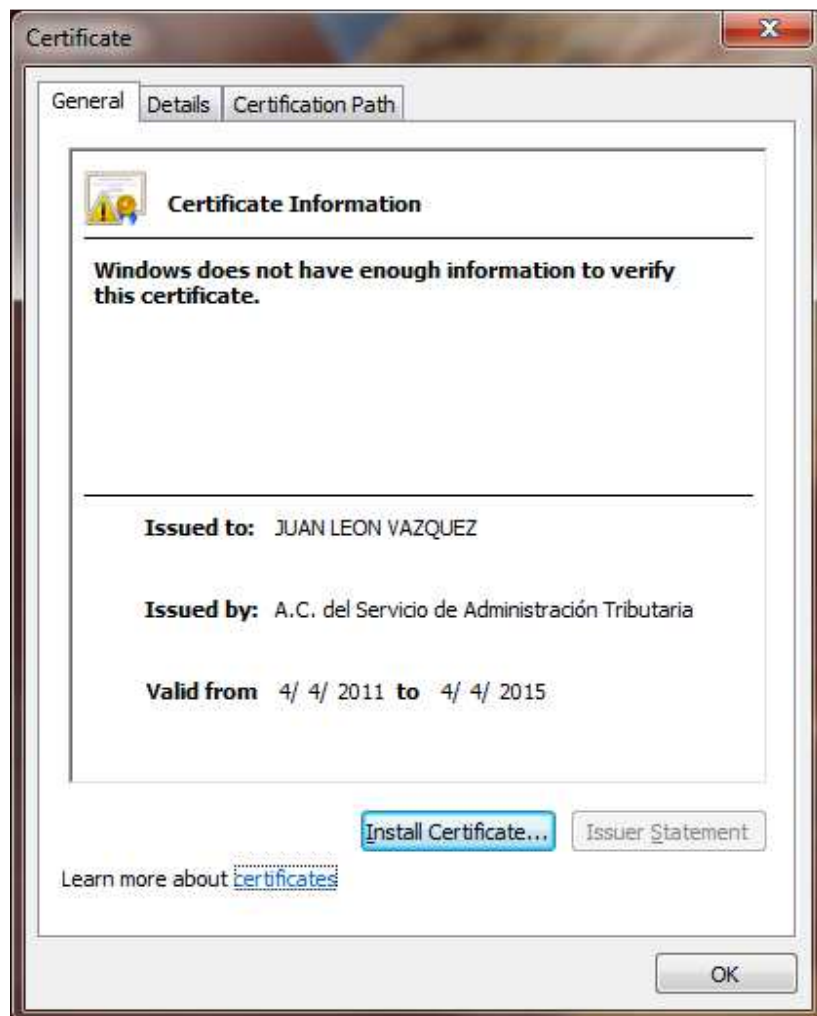 Certificate
General Details Certification Path
Certificate Information
Windows does not have enough information to verify
this certificate.
Issued to: JUAN LEON VAZQUEZ
Issued by: A.C. del Servicio de Administración Tributaria
Valid from 4/ 4/ 2011 to 4/ 4/ 2015
Install Certificate... Issuer Statement
Learn more about certificates
OK